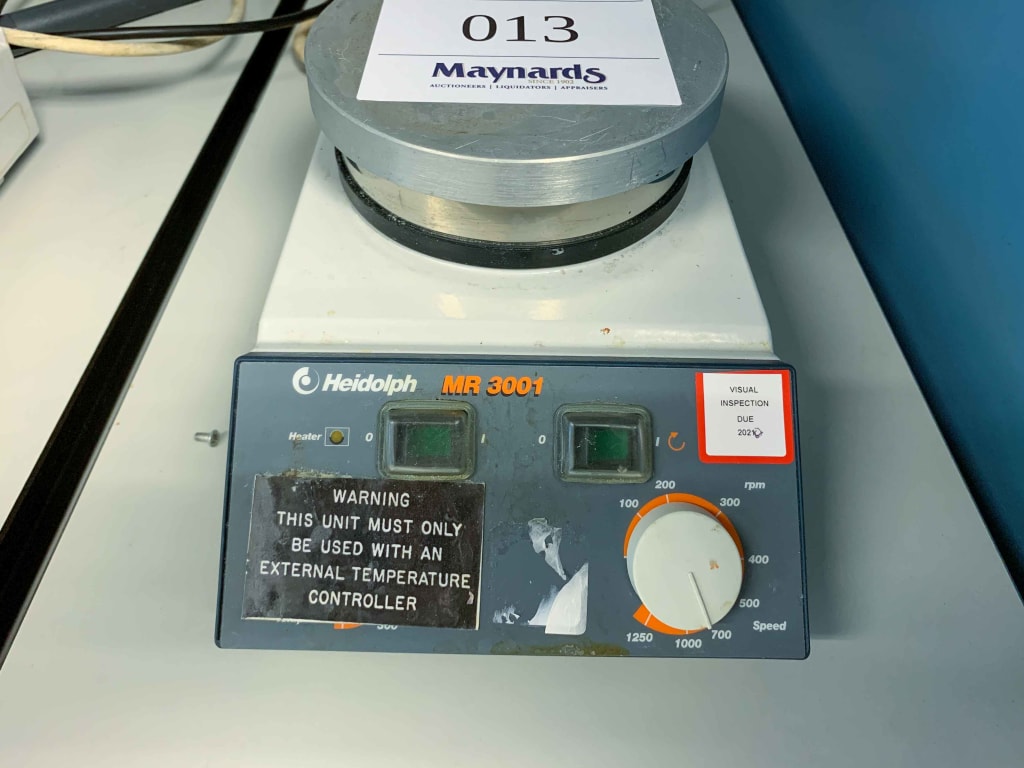 013
Maynards
SINCE 1902
AUCTIONEERS | LIQUIDATORS | APPRAISERS
Heidolph MR 3001
VISUAL
INSPECTION
DUE
Heater 0 I 0 I
WARNING
THIS UNIT MUST ONLY
BE USED WITH AN
EXTERNAL TEMPERATURE
CONTROLLER
300
rpm
100 200 300
400
500
700
1000
1250
Speed